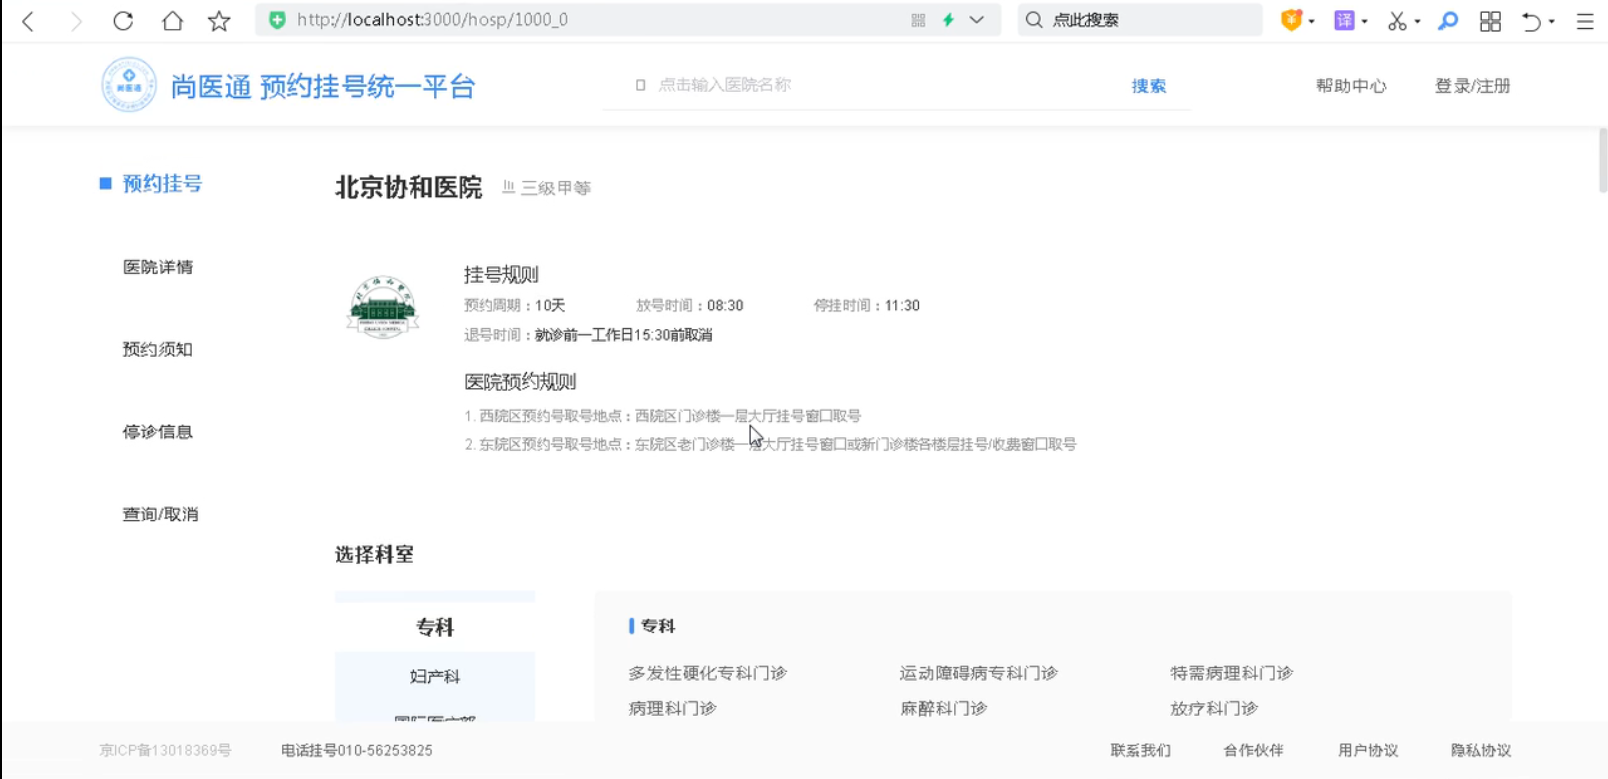 http://localhost:3000/hosp/1000_0
点此搜索
译
尚医通
尚医通 预约挂号统一平台
点击输入医院名称
搜索
帮助中心
登录/注册
预约挂号
医院详情
预约须知
停诊信息
查询/取消
北京协和医院
三级甲等
挂号规则
预约周期：10天 放号时间：08:30 停挂时间：11:30
退号时间：就诊前一工作日15:30前取消
医院预约规则
1. 西院区预约号取号地点：西院区门诊楼一层大厅挂号窗口取号
2. 东院区预约号取号地点：东院区老门诊楼一层大厅挂号窗口或新门诊楼各楼层挂号/收费窗口取号
选择科室
专科
妇产科
专科
多发性硬化专科门诊 运动障碍病专科门诊 特需病理科门诊
病理科门诊 麻醉科门诊 放疗科门诊
京ICP备13018369号
电话挂号010-56253825
联系我们
合作伙伴
用户协议
隐私协议